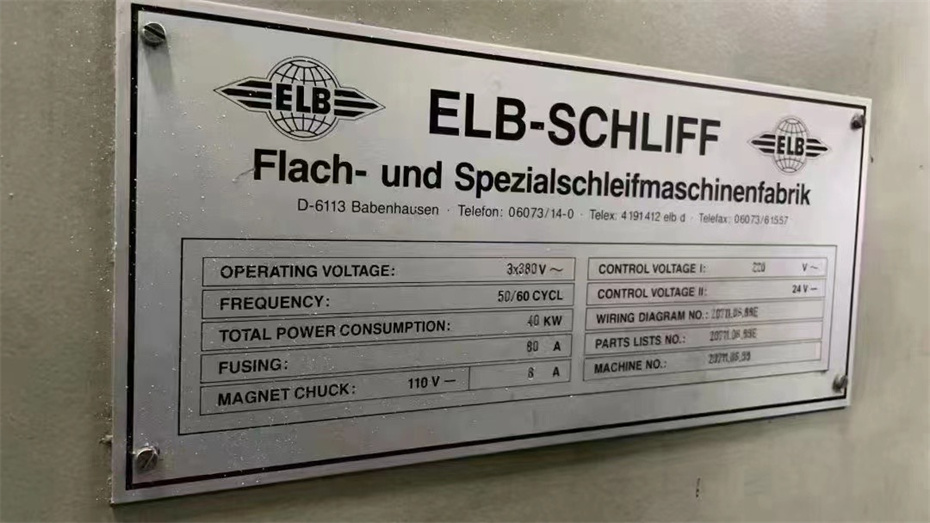 ELB
ELB-SCHLIFF
ELB
Flach- und Spezialschleifmaschinenfabrik
D-6113 Babenhausen · Telefon: 06073/14-0 · Telex: 4191412 elb d · Telefax: 06073/61557
OPERATING VOLTAGE: 3x380 V ~
FREQUENCY: 50/60 CYCL
TOTAL POWER CONSUMPTION: 40 KW
FUSING: 80 A
MAGNET CHUCK: 110 V — A
CONTROL VOLTAGE I: 220 V ~
CONTROL VOLTAGE II: 24 V —
WIRING DIAGRAM NO.:
PARTS LISTS NO.:
MACHINE NO.: